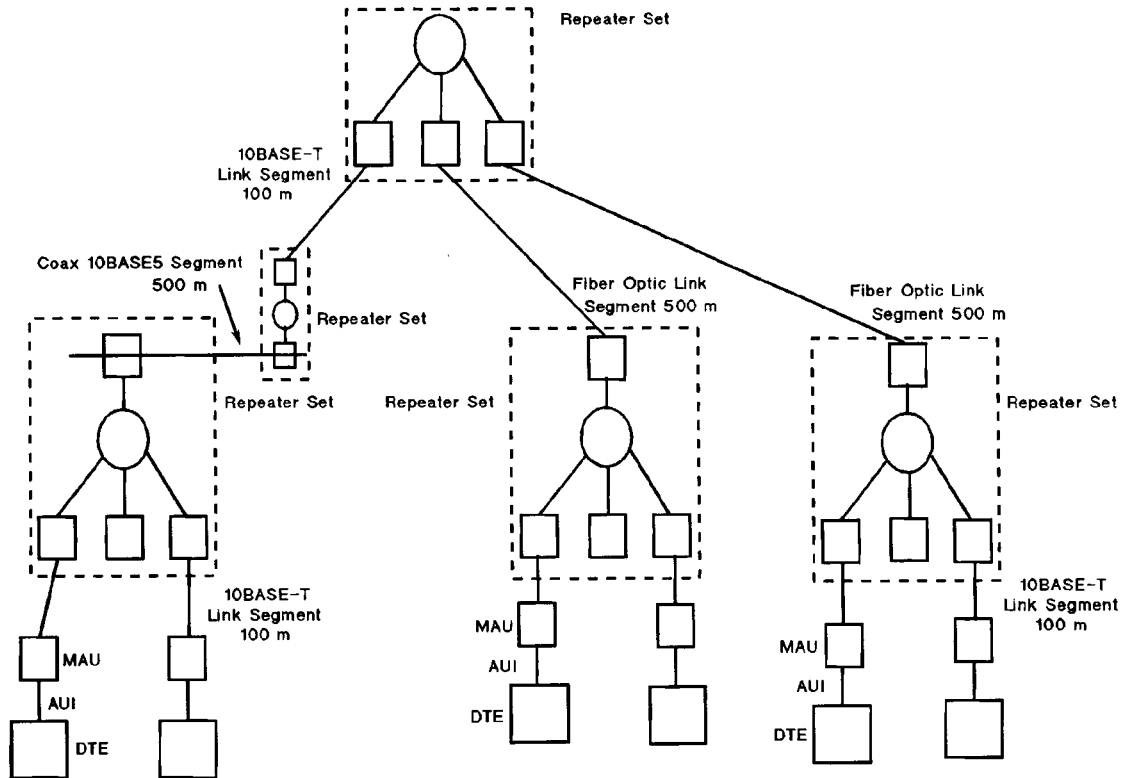 Repeater Set
10BASE-T
Link Segment
100 m
Coax 10BASE5 Segment
500 m
Repeater Set
Fiber Optic Link
Segment 500 m
Fiber Optic Link
Segment 500 m
Repeater Set
Repeater Set
Repeater Set
10BASE-T
Link Segment
100 m
10BASE-T
Link Segment
100 m
MAU
AUI
DTE
MAU
AUI
DTE
MAU
AUI
DTE